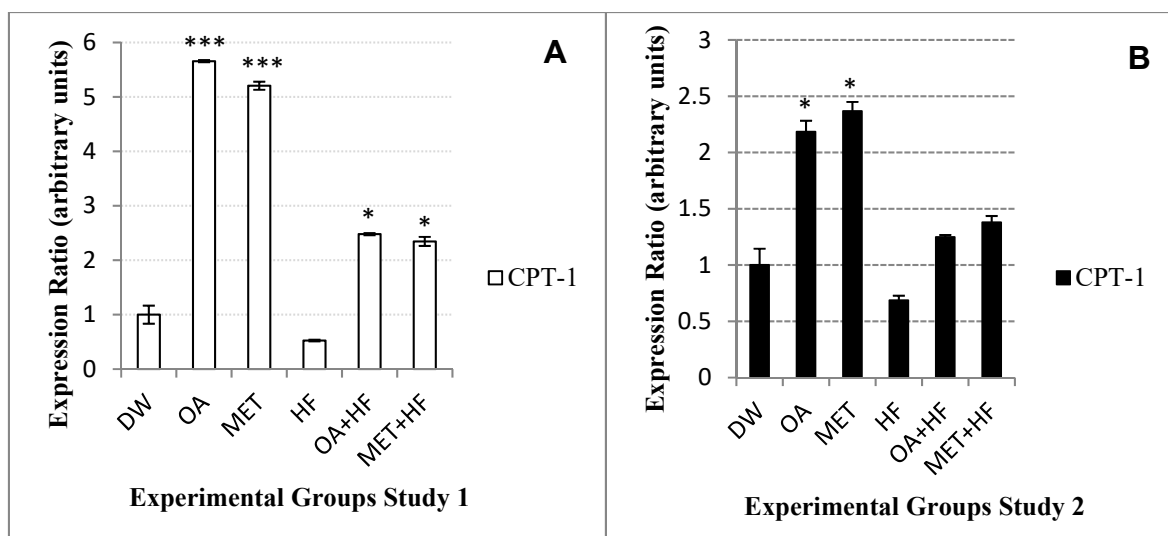 A
Expression Ratio (arbitrary units)
6
5
4
3
2
1
0
***
***
*
*
CPT-1
DW
OA
MET
HF
OA+HF
MET+HF
Experimental Groups Study 1
B
Expression Ratio (arbitrary units)
3
2.5
2
1.5
1
0.5
0
*
*
CPT-1
DW
OA
MET
HF
OA+HF
MET+HF
Experimental Groups Study 2